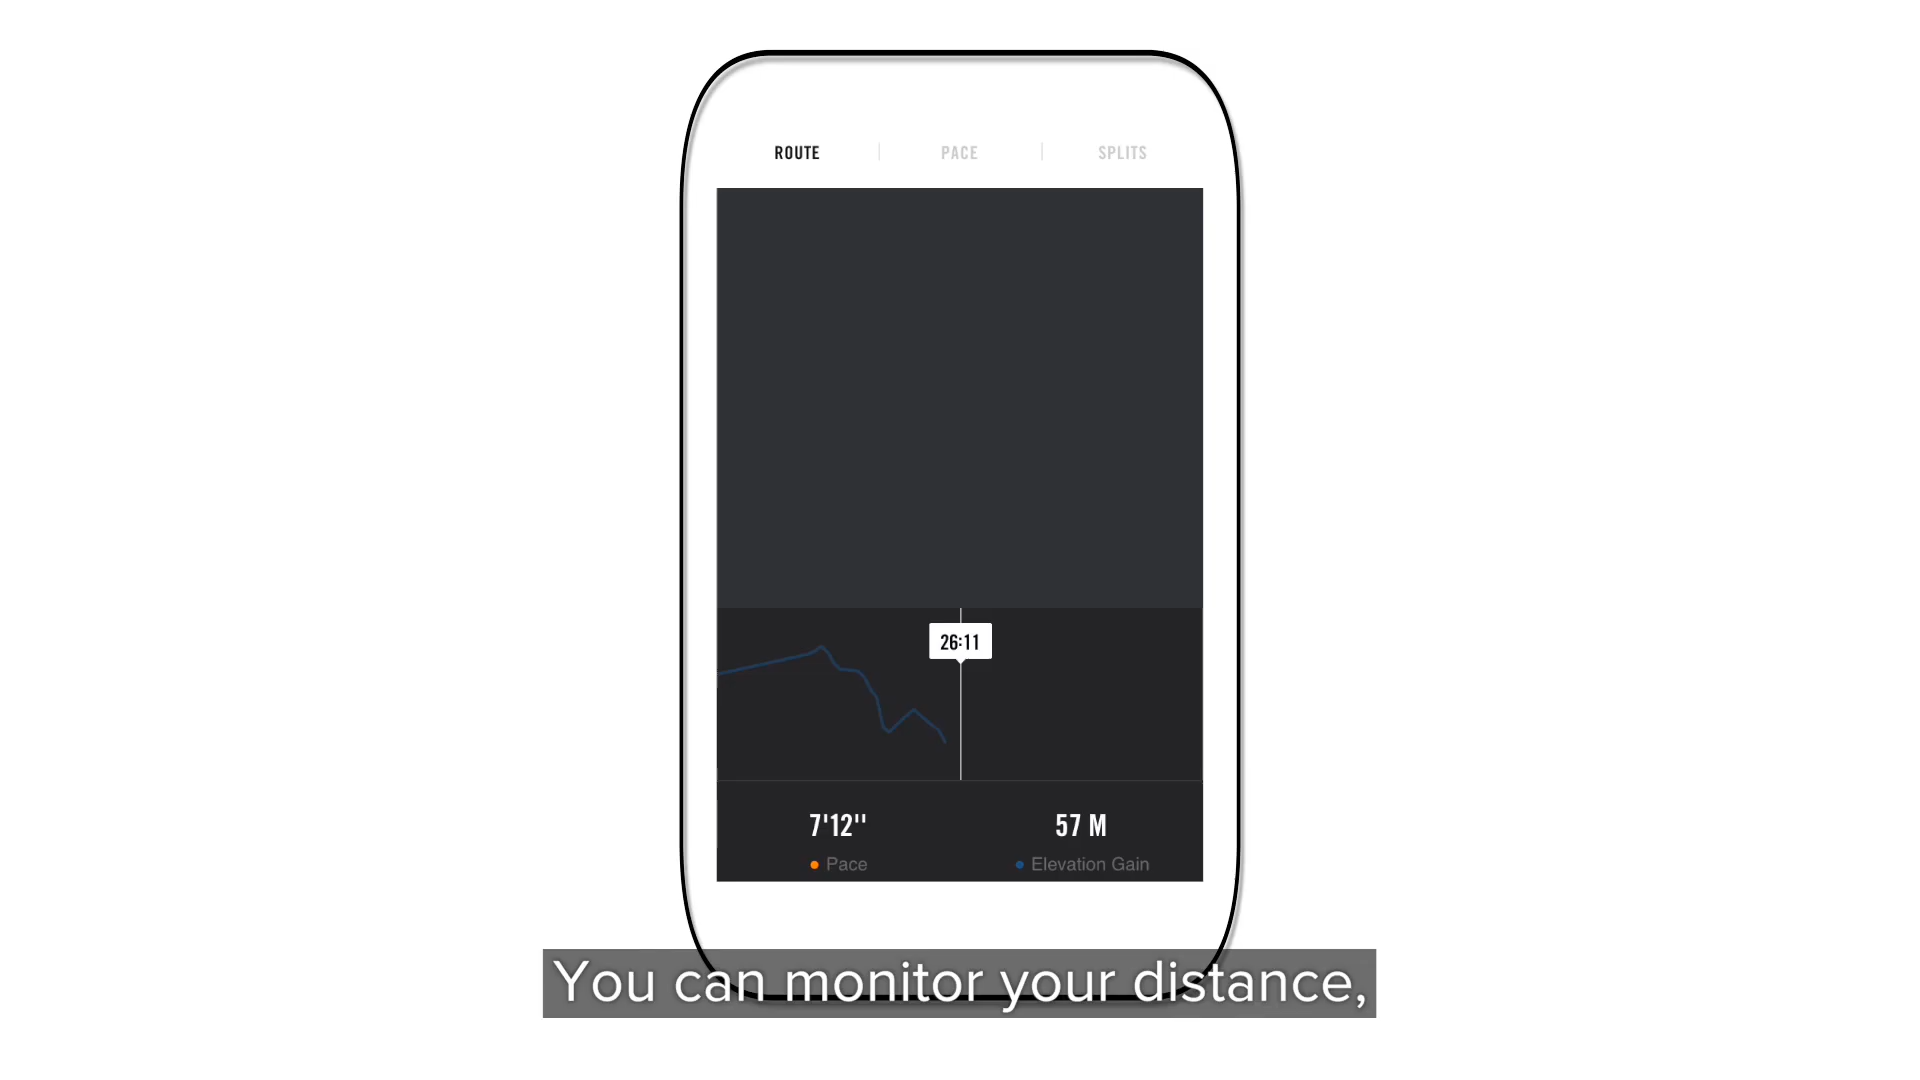 ROUTE
PACE
SPLITS
26:11
7'12''
57 M
Pace
Elevation Gain
You can monitor your distance,